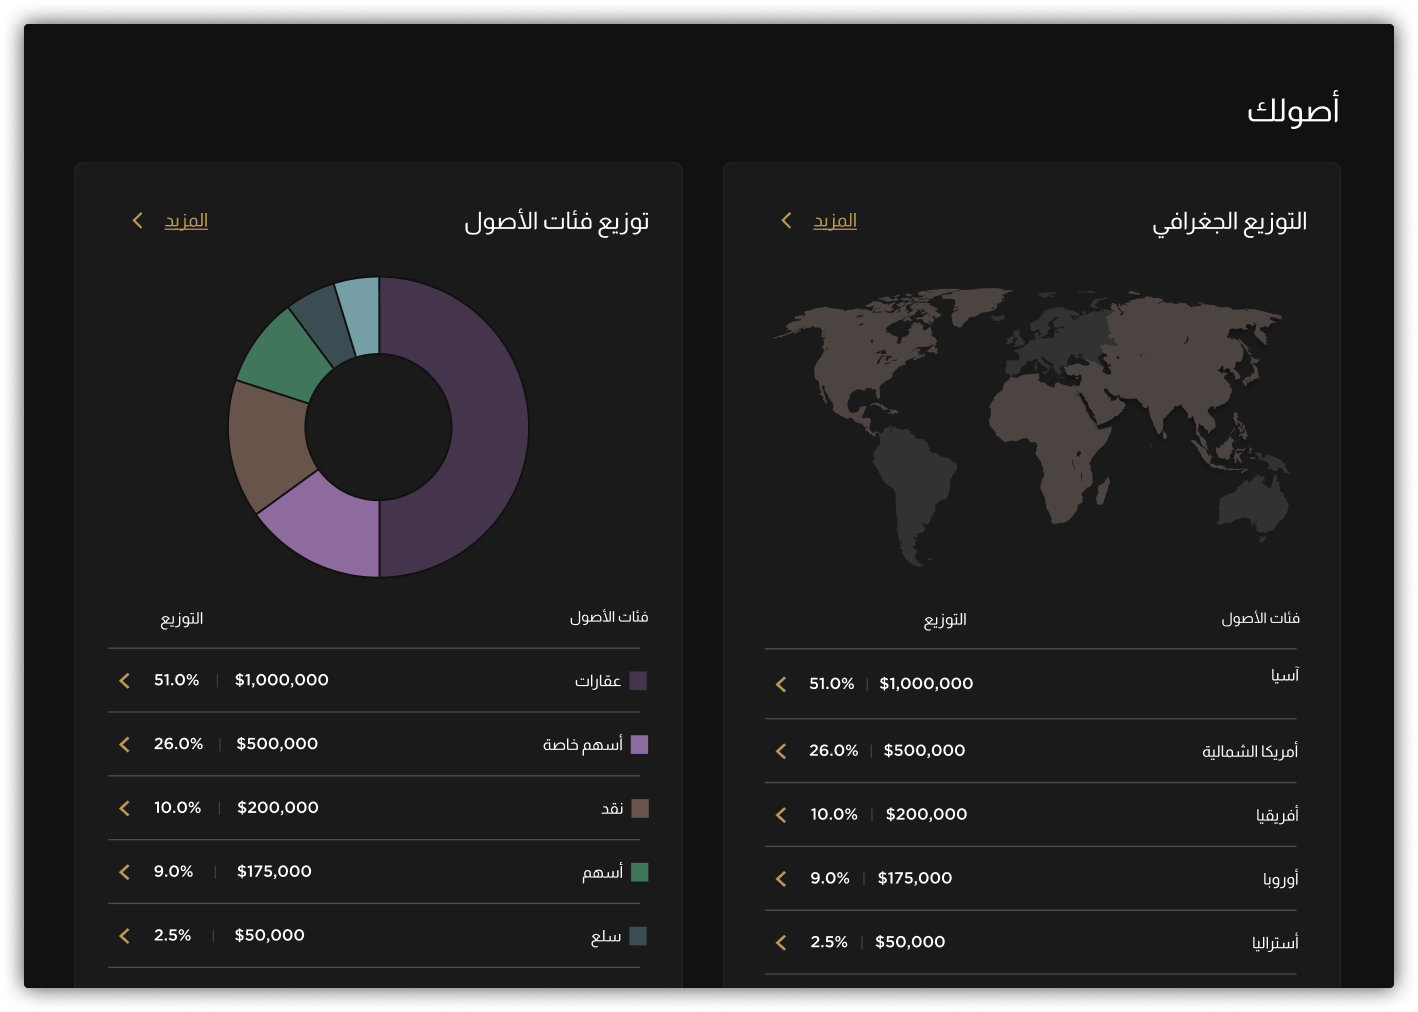 أصولك
التوزيع الجغرافي
المزيد
فئات الأصول
التوزيع
آسيا
$1,000,000 | 51.0%
أمريكا الشمالية
$500,000 | 26.0%
أفريقيا
$200,000 | 10.0%
أوروبا
$175,000 | 9.0%
أستراليا
$50,000 | 2.5%
توزيع فئات الأصول
المزيد
فئات الأصول
التوزيع
عقارات
$1,000,000 | 51.0%
أسهم خاصة
$500,000 | 26.0%
نقد
$200,000 | 10.0%
أسهم
$175,000 | 9.0%
سلع
$50,000 | 2.5%